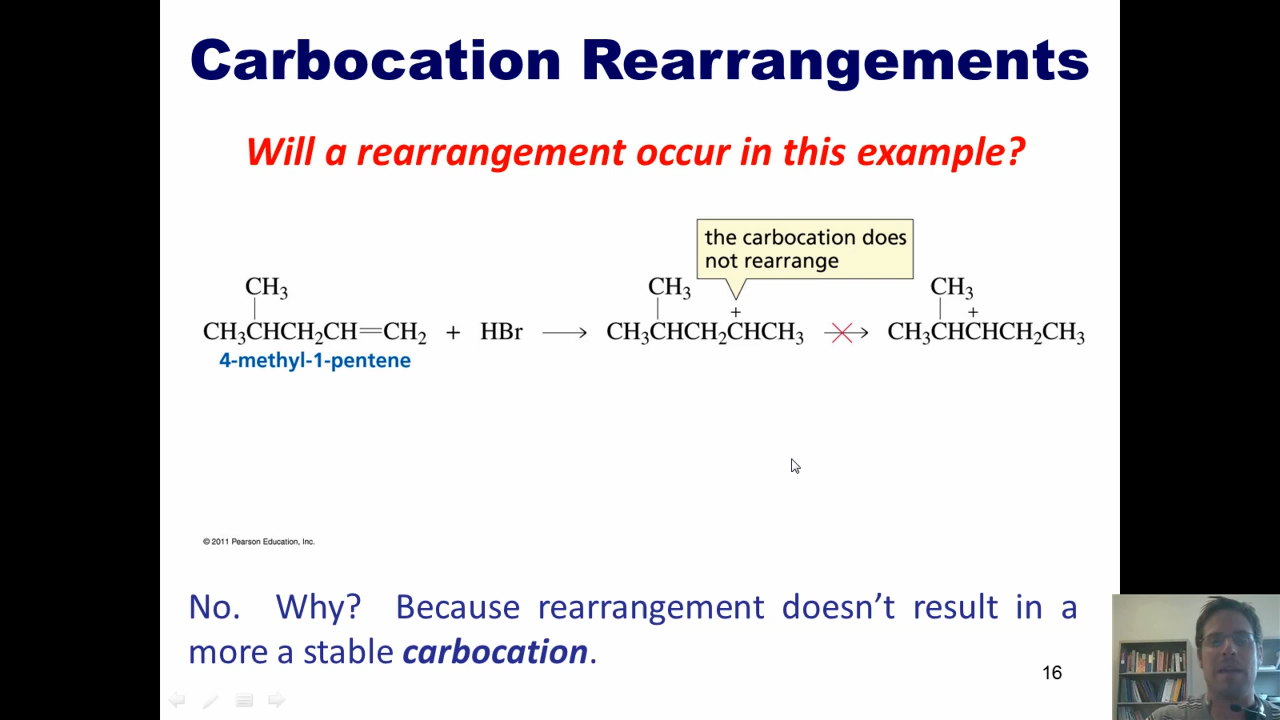 Carbocation Rearrangements
Will a rearrangement occur in this example?
the carbocation does
not rearrange
CH₃ CH₃ + CH₃ +
CH₃CHCH₂CH=CH₂ + HBr ⟶ CH₃CHCH₂CHCH₃ ⟶ CH₃CHCHCH₂CH₃
4-methyl-1-pentene
© 2011 Pearson Education, Inc.
No. Why? Because rearrangement doesn’t result in a
more a stable carbocation.
16